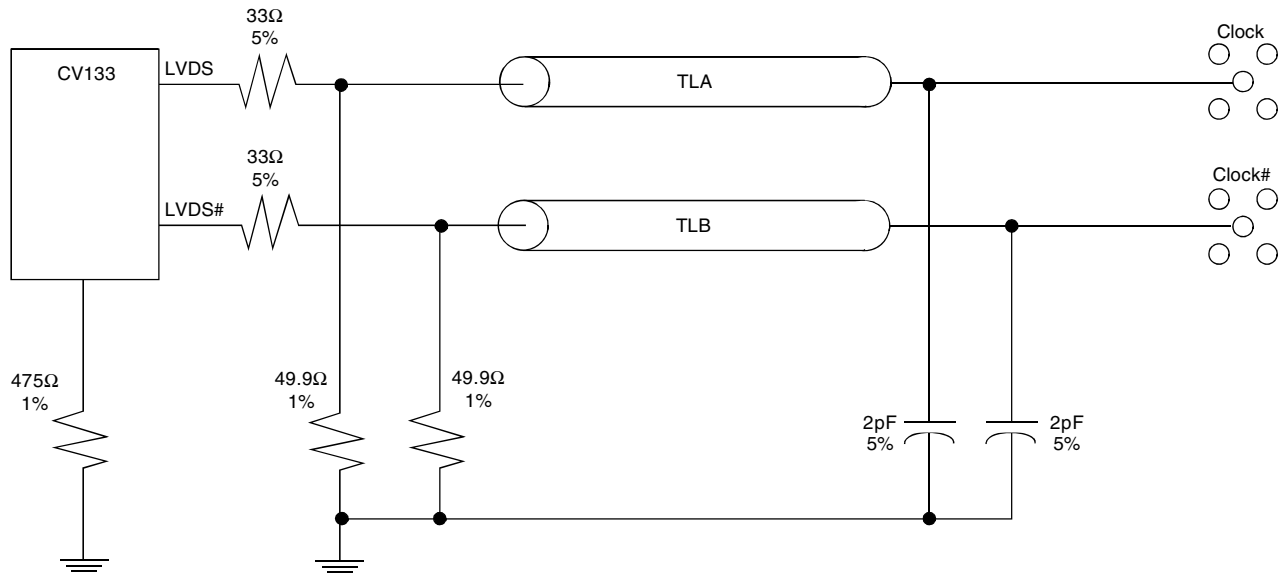 33Ω
5%
Clock
CV133
LVDS
TLA
33Ω
5%
Clock#
LVDS#
TLB
475Ω
1%
49.9Ω
1%
49.9Ω
1%
2pF
5%
2pF
5%